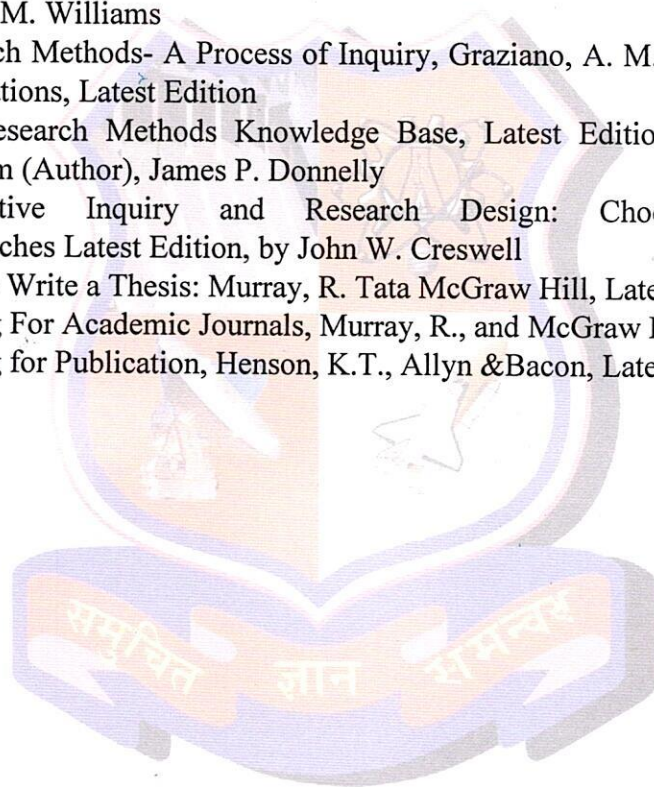 M. Williams
ch Methods- A Process of Inquiry, Graziano, A. M.
tions, Latest Edition
esearch Methods Knowledge Base, Latest Editio
m (Author), James P. Donnelly
tive Inquiry and Research Design: Choo
ches Latest Edition, by John W. Creswell
Write a Thesis: Murray, R. Tata McGraw Hill, Late
g For Academic Journals, Murray, R., and McGraw
g for Publication, Henson, K.T., Allyn &Bacon, Late
समुचित ज्ञान समन्वय